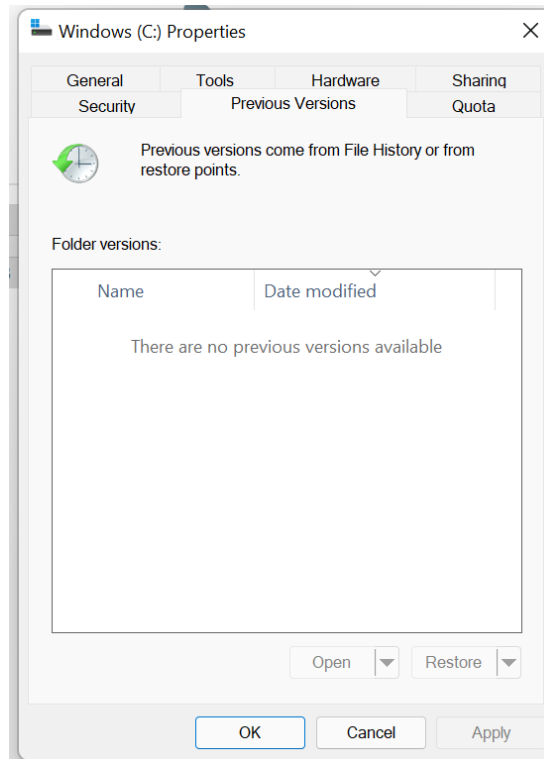 Windows (C:) Properties
General Tools Hardware Sharing
Security Previous Versions Quota
Previous versions come from File History or from
restore points.
Folder versions:
Name Date modified
There are no previous versions available
Open Restore
OK Cancel Apply